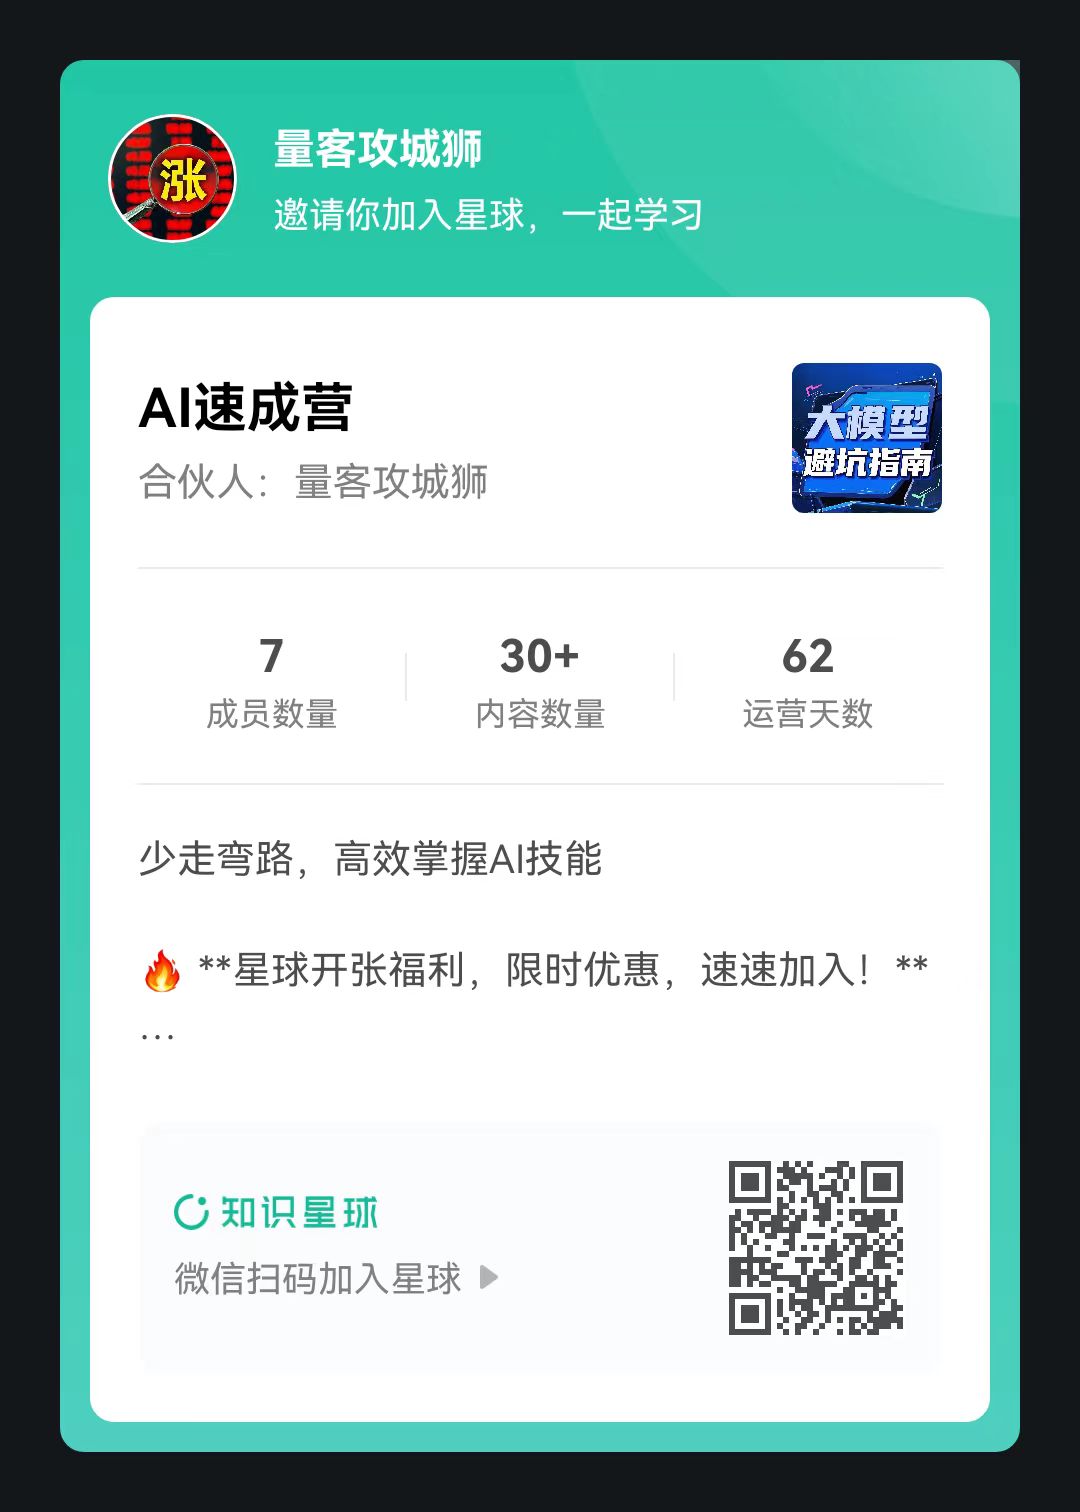 涨
量客攻城狮
邀请你加入星球，一起学习
AI速成营
合伙人：量客攻城狮
大模型
避坑指南
7
成员数量
30+
内容数量
62
运营天数
少走弯路，高效掌握AI技能
🔥 **星球开张福利，限时优惠，速速加入！**
...
知识星球
微信扫码加入星球